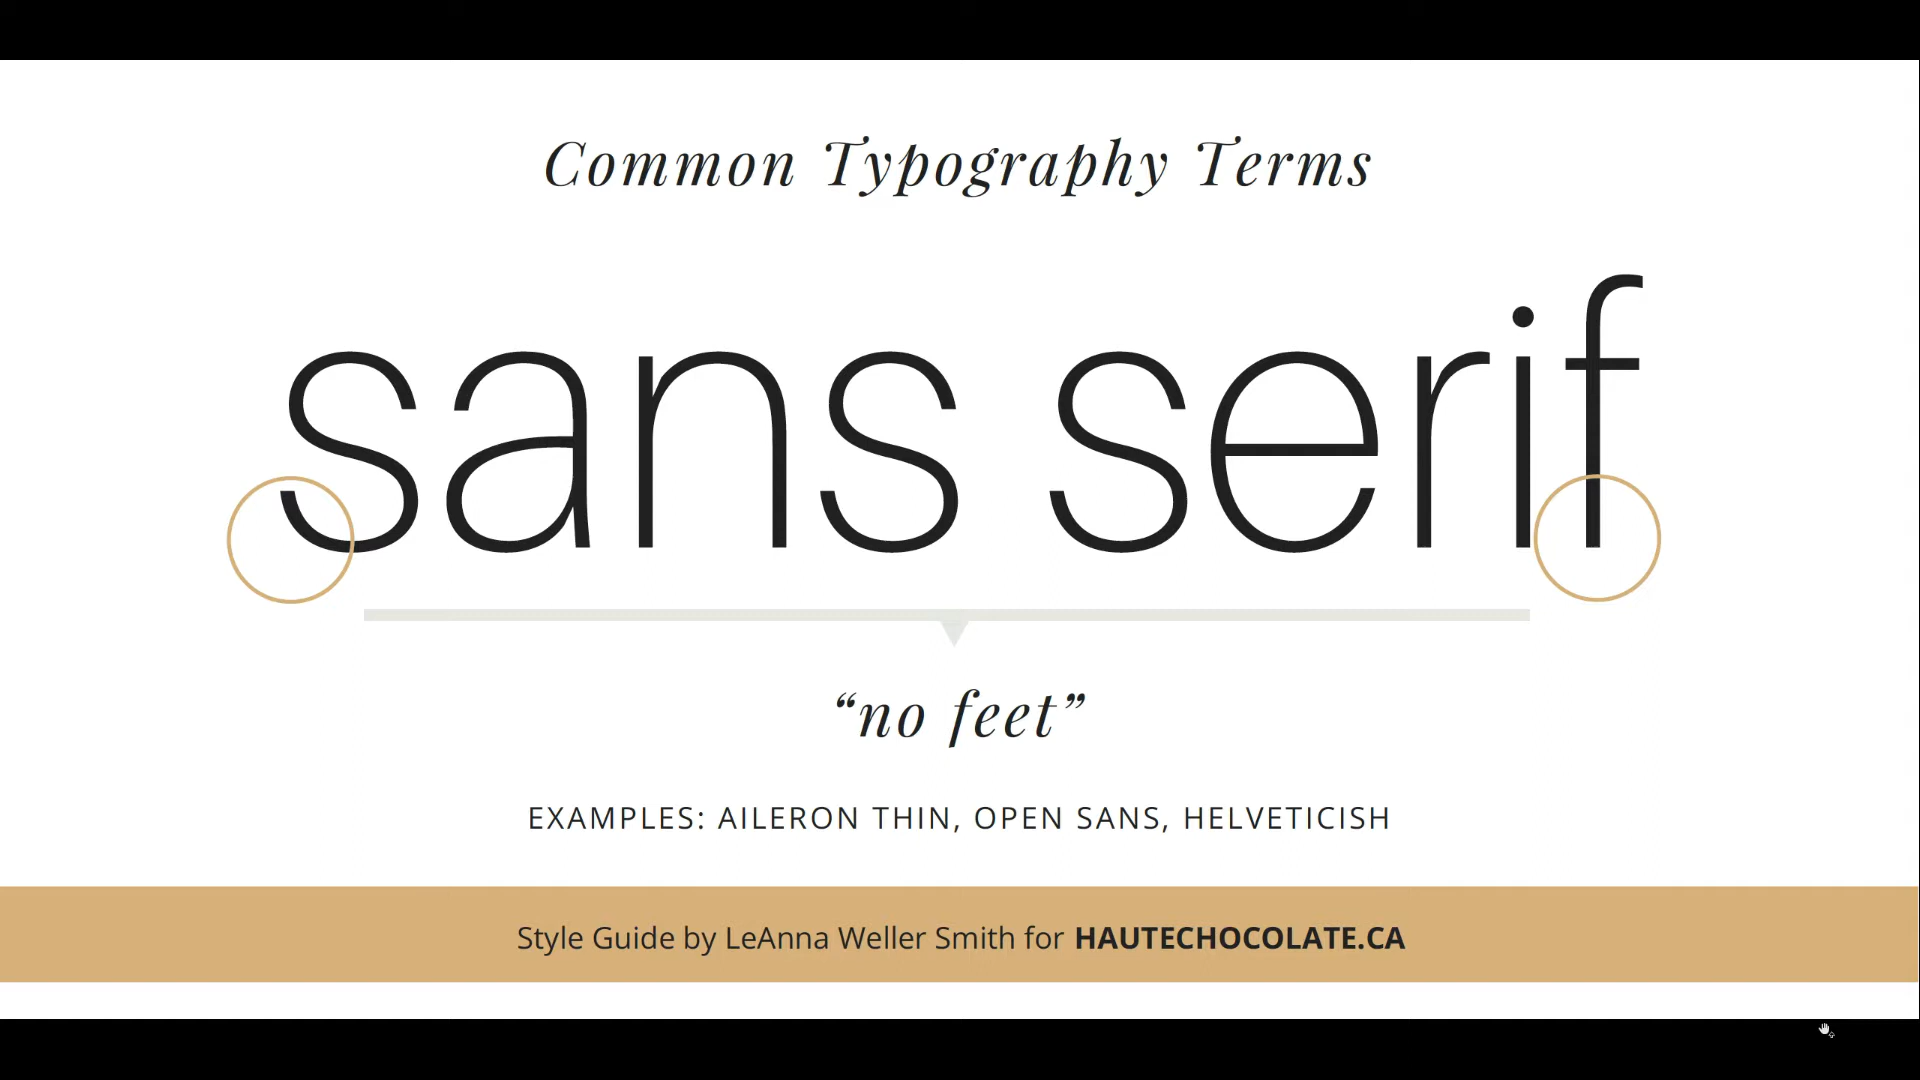 Common Typography Terms
sans serif
“no feet”
EXAMPLES: AILERON THIN, OPEN SANS, HELVETICISH
Style Guide by LeAnna Weller Smith for HAUTECHOCOLATE.CA